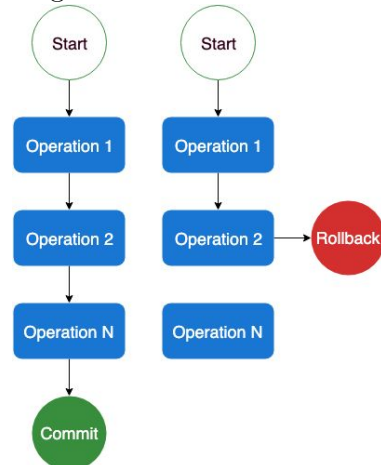 Start
Operation 1
Operation 2
Operation N
Commit
Start
Operation 1
Operation 2
Rollback
Operation N